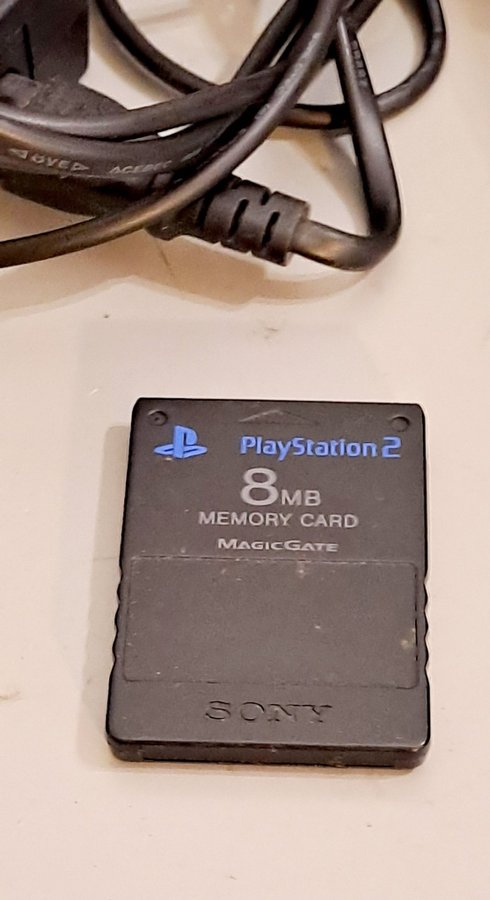 PlayStation 2
8MB
MEMORY CARD
MAGICGATE
SONY